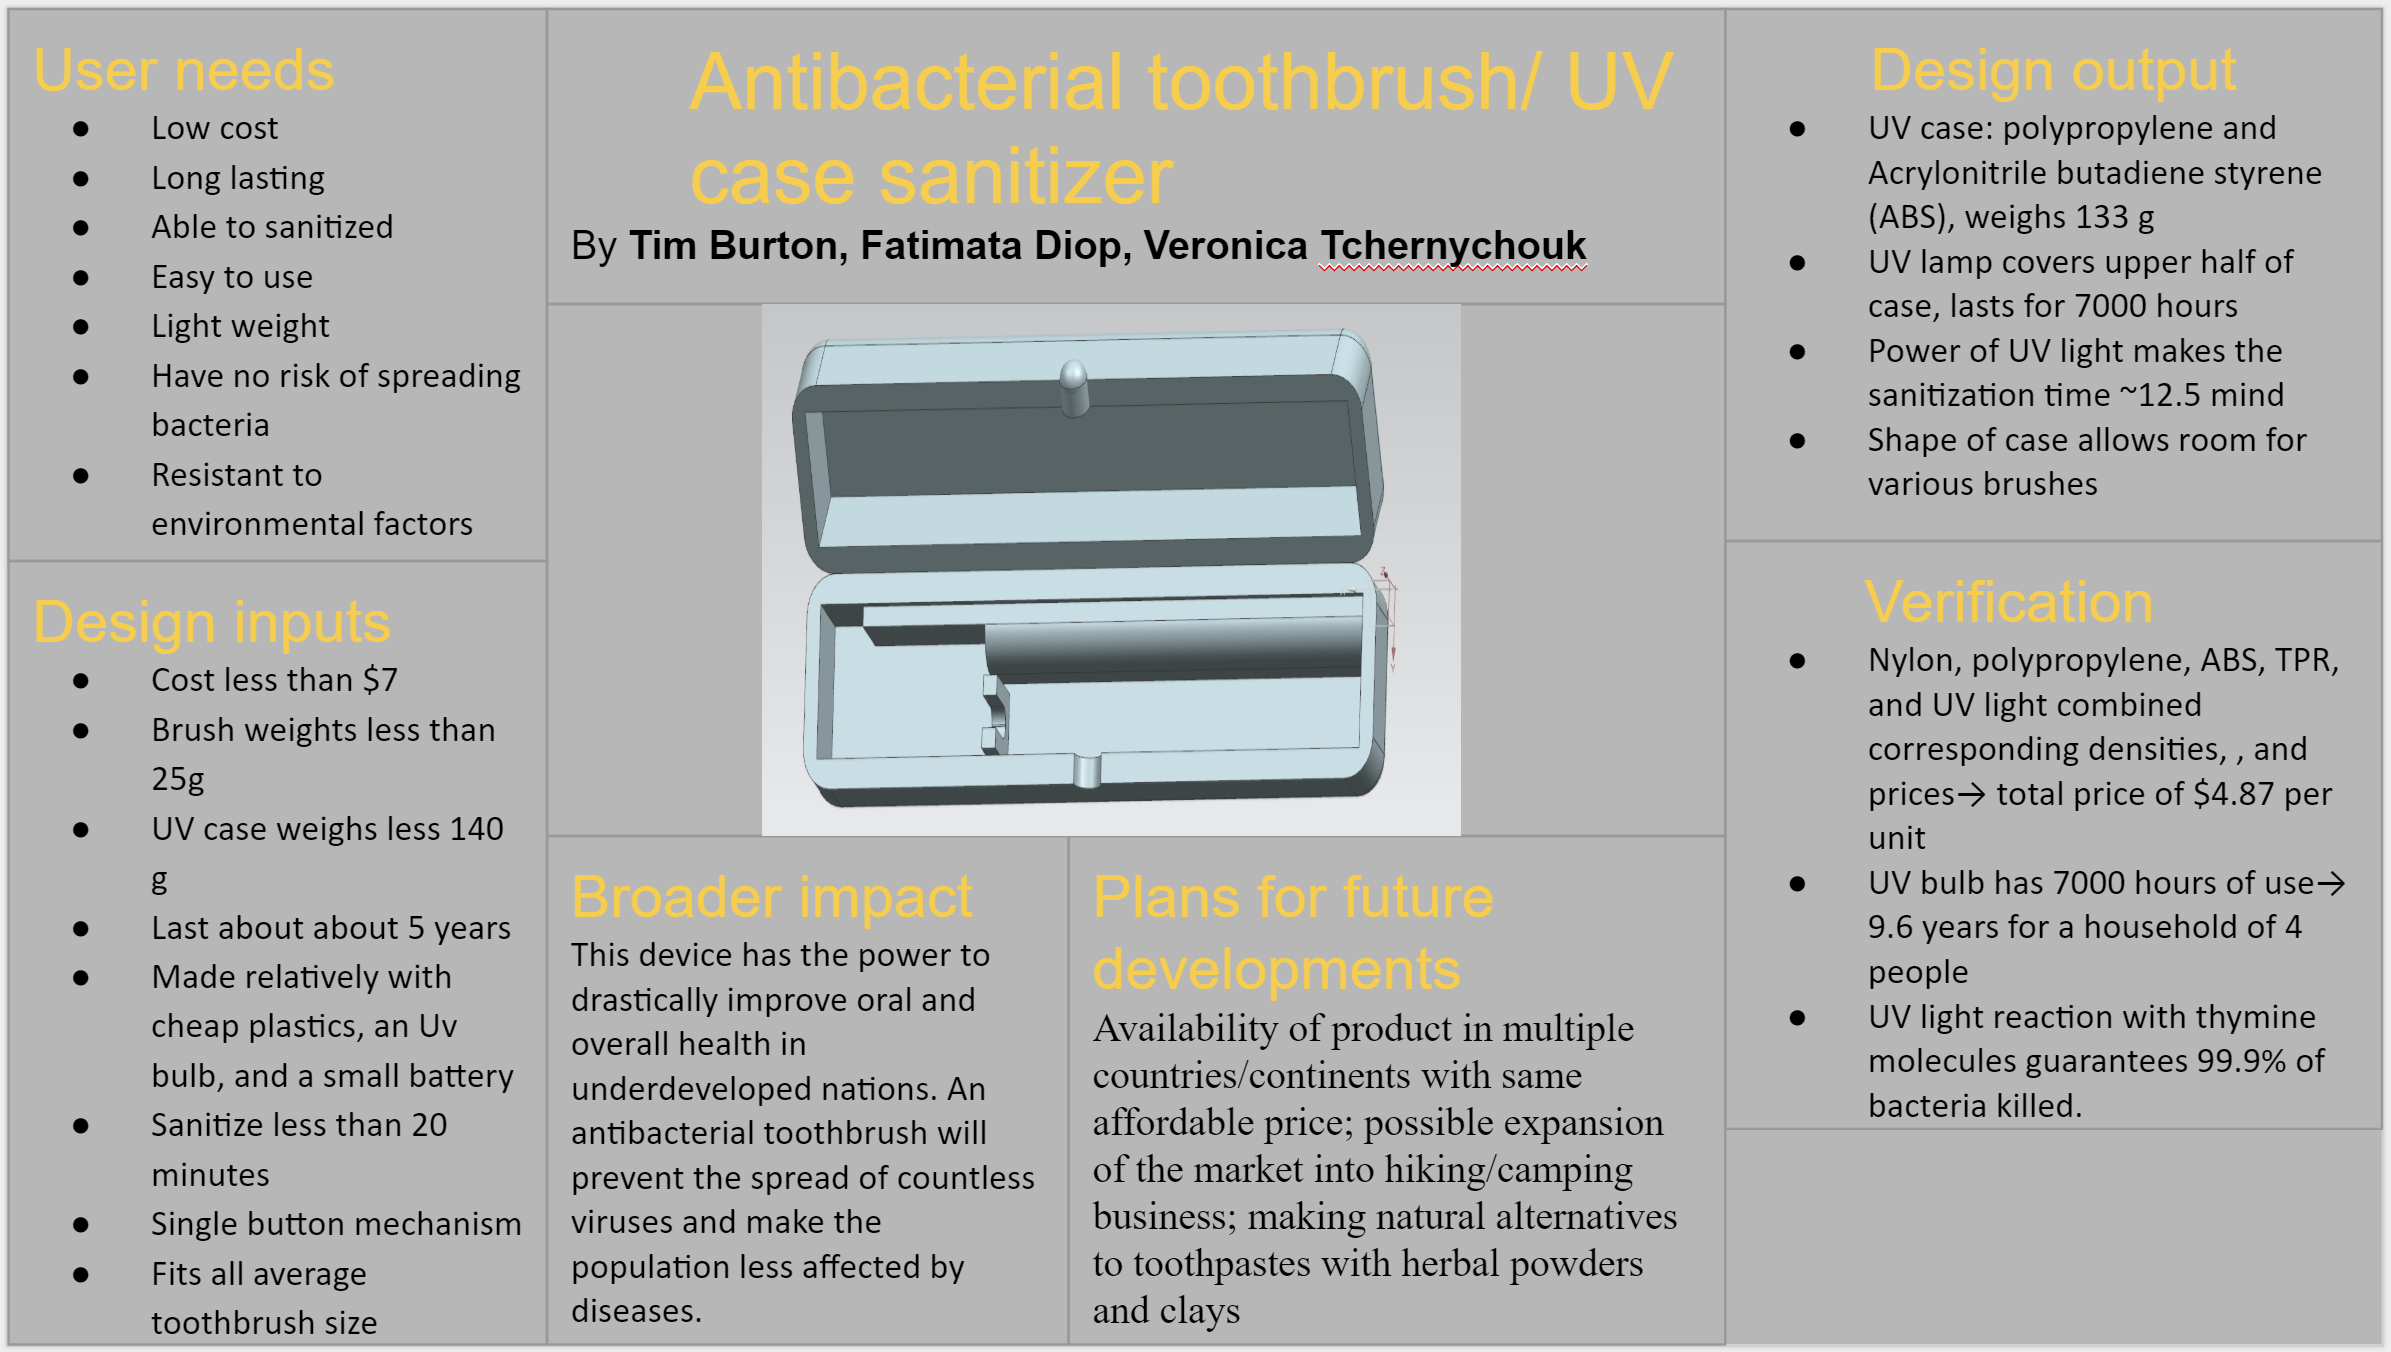 User needs
● Low cost
● Long lasting
● Able to sanitized
● Easy to use
● Light weight
● Have no risk of spreading
bacteria
● Resistant to
environmental factors
Design inputs
● Cost less than $7
● Brush weights less than
25g
● UV case weighs less 140
g
● Last about about 5 years
● Made relatively with
cheap plastics, an Uv
bulb, and a small battery
● Sanitize less than 20
minutes
● Single button mechanism
● Fits all average
toothbrush size
Antibacterial toothbrush/ UV
case sanitizer
By Tim Burton, Fatimata Diop, Veronica Tchernychouk
Z
Y
Broader impact
This device has the power to
drastically improve oral and
overall health in
underdeveloped nations. An
antibacterial toothbrush will
prevent the spread of countless
viruses and make the
population less affected by
diseases.
Plans for future
developments
Availability of product in multiple
countries/continents with same
affordable price; possible expansion
of the market into hiking/camping
business; making natural alternatives
to toothpastes with herbal powders
and clays
Design output
● UV case: polypropylene and
Acrylonitrile butadiene styrene
(ABS), weighs 133 g
● UV lamp covers upper half of
case, lasts for 7000 hours
● Power of UV light makes the
sanitization time ~12.5 mind
● Shape of case allows room for
various brushes
Verification
● Nylon, polypropylene, ABS, TPR,
and UV light combined
corresponding densities, , and
prices→ total price of $4.87 per
unit
● UV bulb has 7000 hours of use→
9.6 years for a household of 4
people
● UV light reaction with thymine
molecules guarantees 99.9% of
bacteria killed.